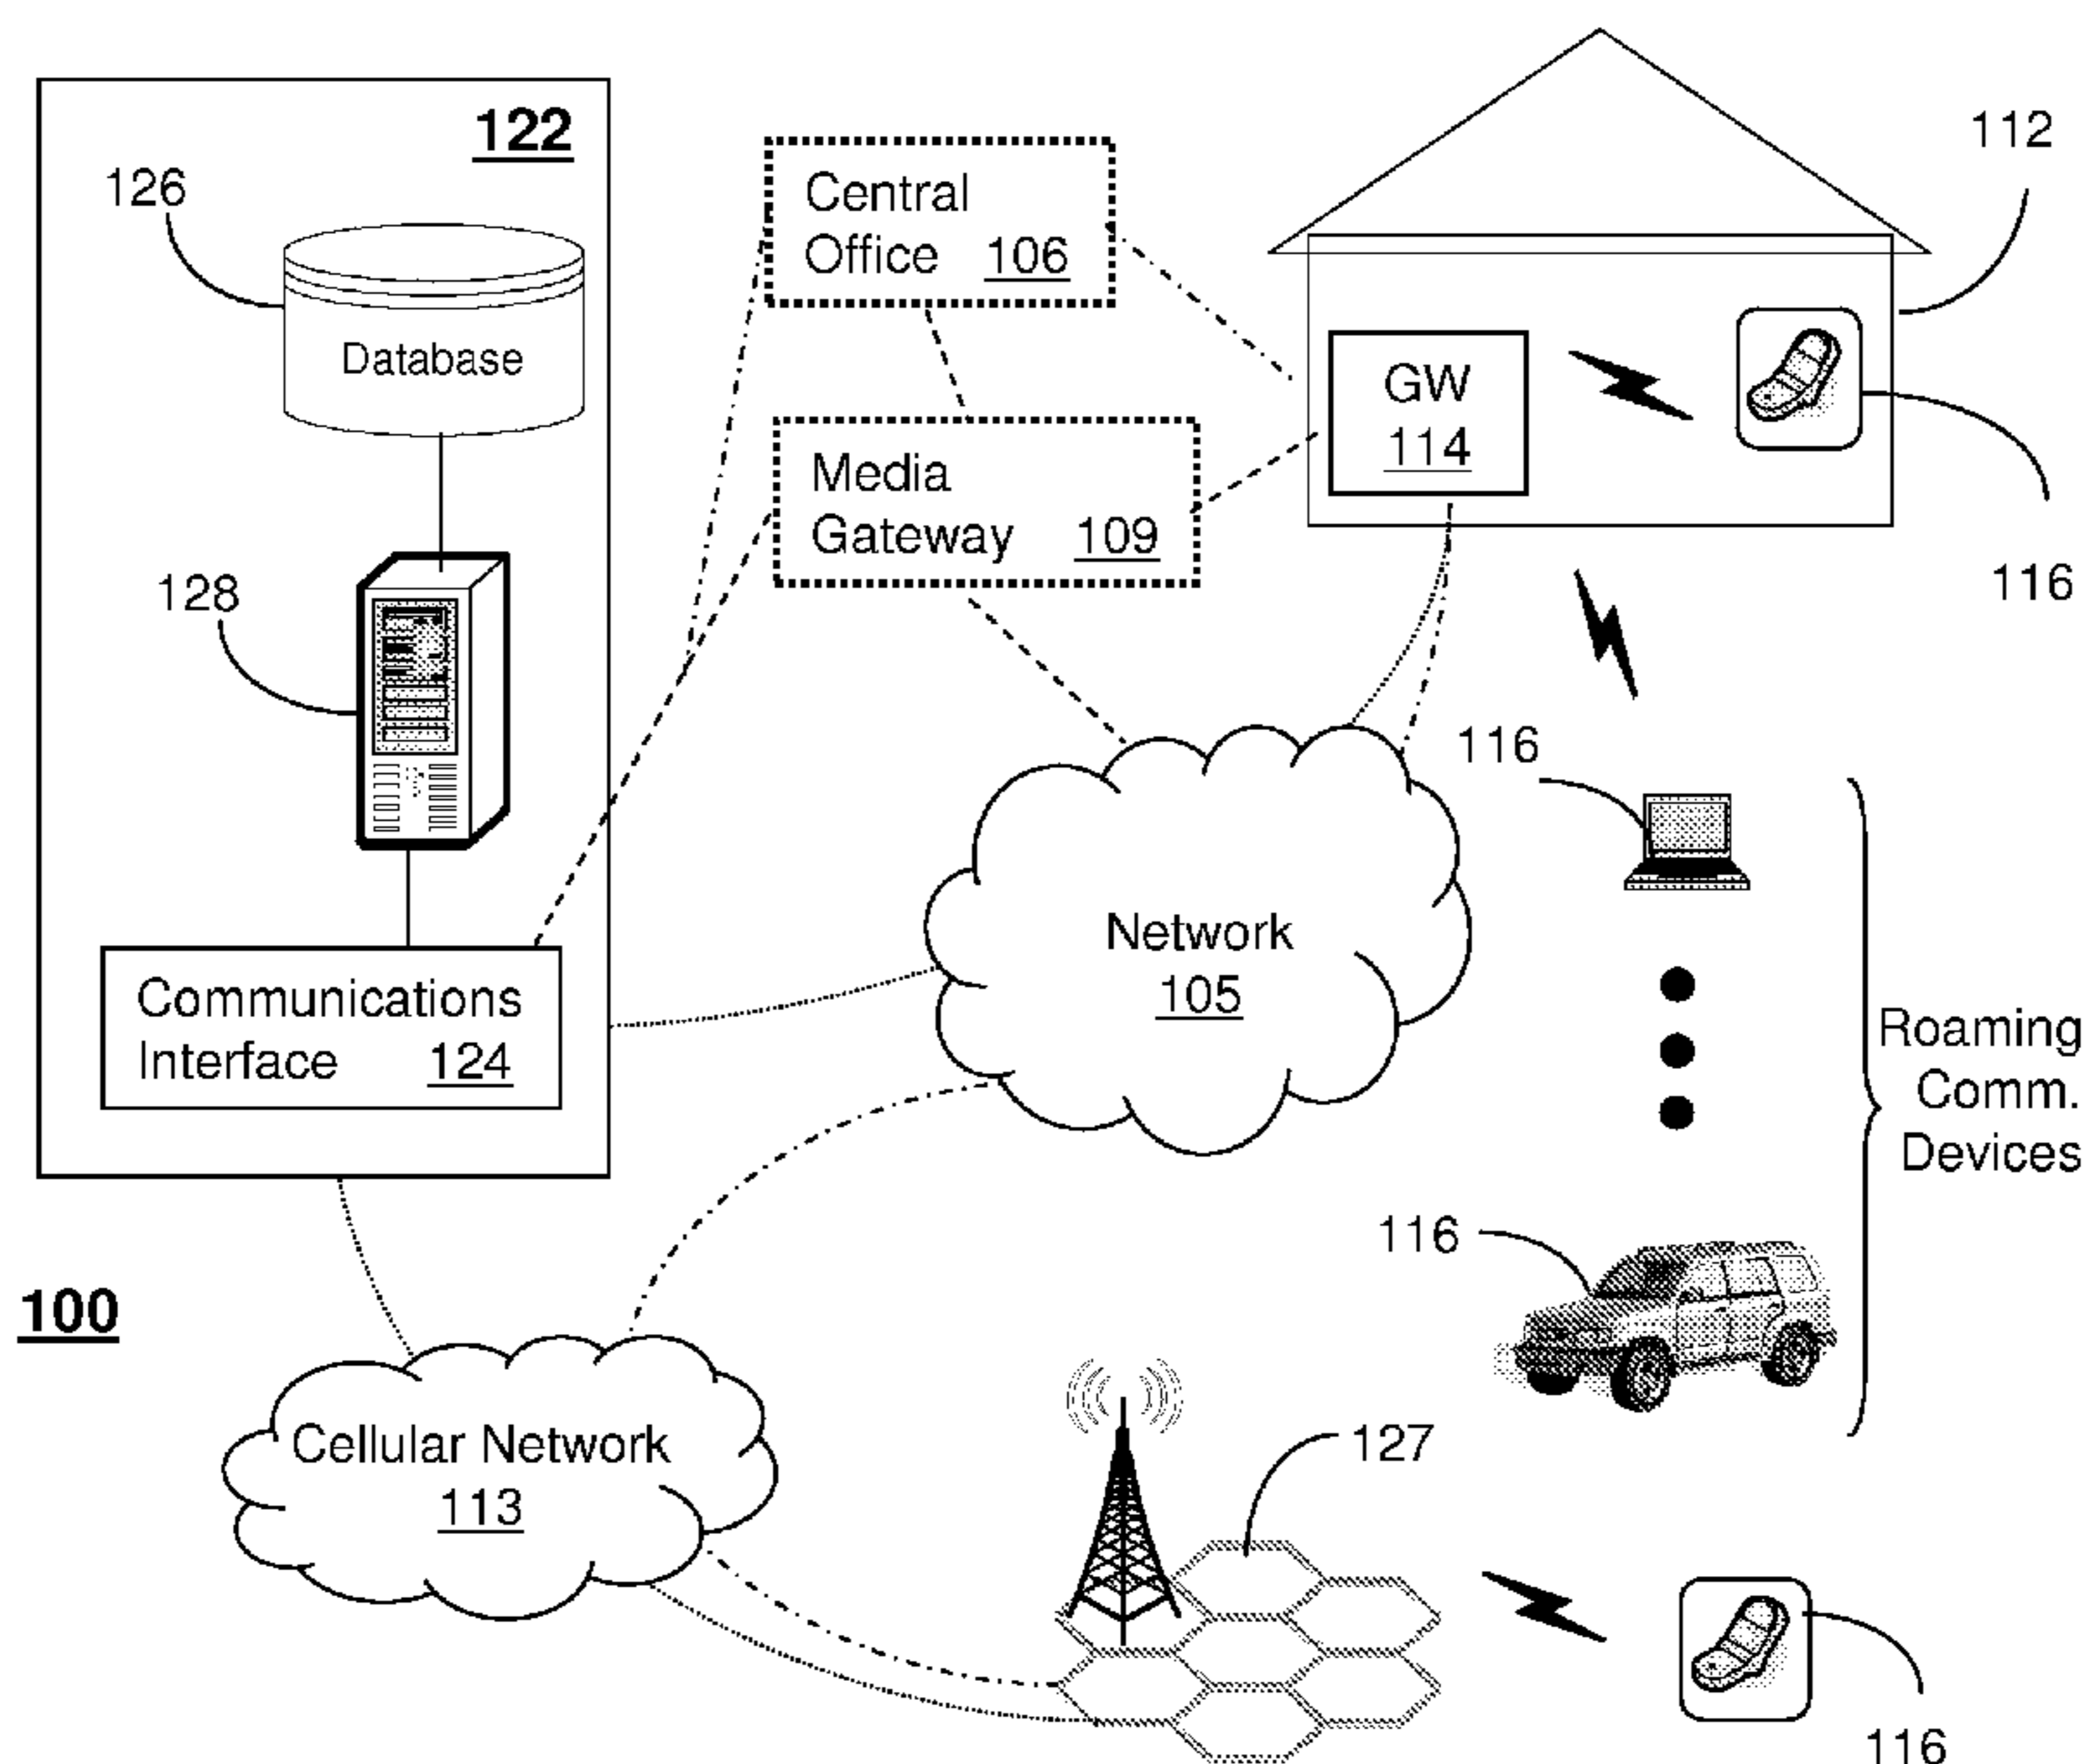 122
126
Database
128
Communications
Interface 124
Central
Office 106
Media
Gateway 109
112
GW
114
116
116
Network
105
Roaming
Comm.
Devices
116
100
Cellular Network
113
127
116